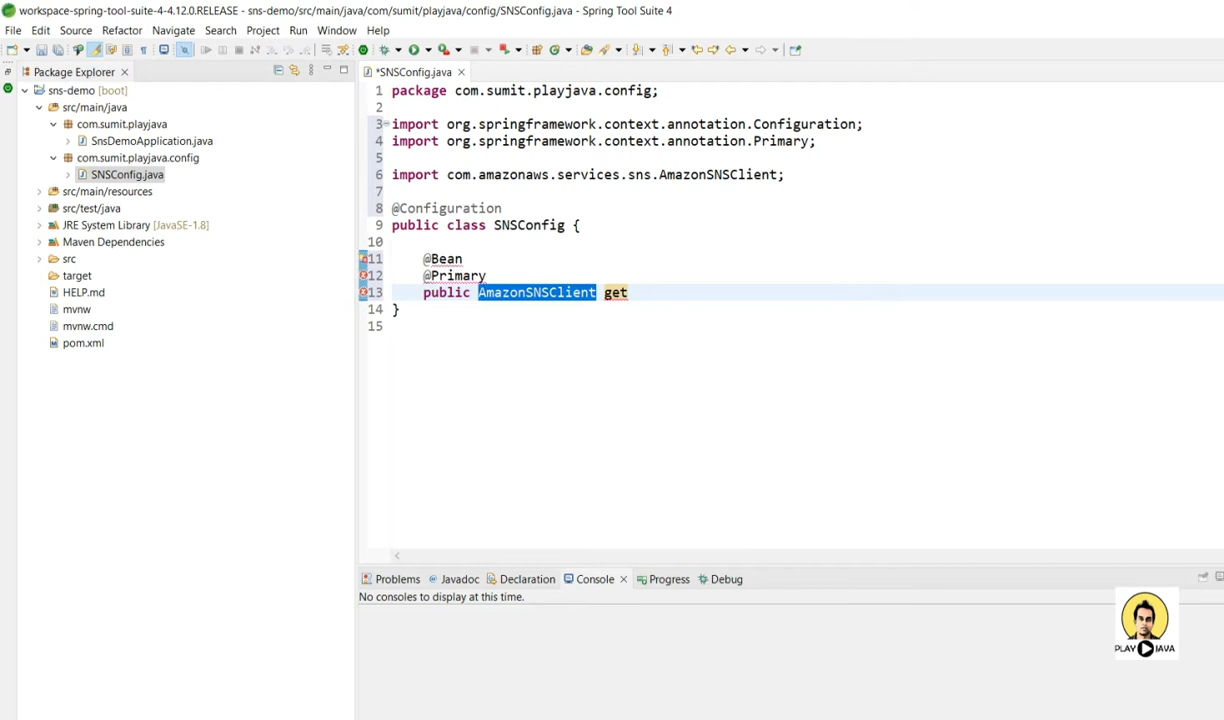 workspace-spring-tool-suite-4-4.12.0.RELEASE - sns-demo/src/main/java/com/sumit/playjava/config/SNSConfig.java - Spring Tool Suite 4
File Edit Source Refactor Navigate Search Project Run Window Help
Package Explorer
*SNSConfig.java
sns-demo [boot]
src/main/java
com.sumit.playjava
SnsDemoApplication.java
com.sumit.playjava.config
SNSConfig.java
src/main/resources
src/test/java
JRE System Library [JavaSE-1.8]
Maven Dependencies
src
target
HELP.md
mvnw
mvnw.cmd
pom.xml
1 package com.sumit.playjava.config;
2
3 import org.springframework.context.annotation.Configuration;
4 import org.springframework.context.annotation.Primary;
5
6 import com.amazonaws.services.sns.AmazonSNSClient;
7
8 @Configuration
9 public class SNSConfig {
10
11 @Bean
12 @Primary
13 public AmazonSNSClient get
14 }
15
Problems Javadoc Declaration Console Progress Debug
No consoles to display at this time.
PLAY JAVA